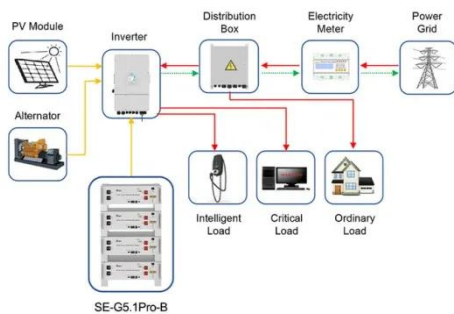 PV Module
Inverter
Distribution
Box
Electricity
Meter
Power
Grid
Alternator
Intelligent
Load
Critical
Load
Ordinary
Load
SE-G5.1Pro-B